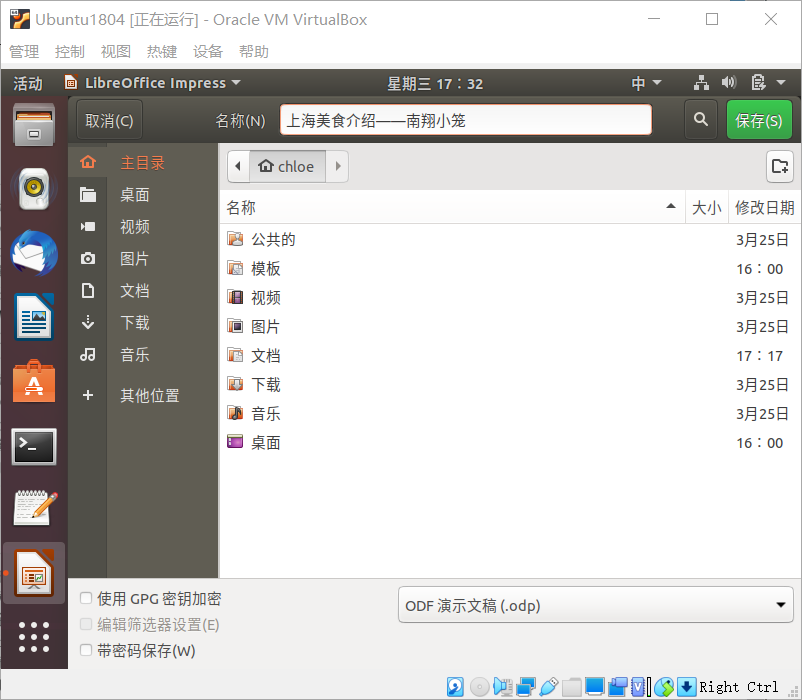 Ubuntu1804 [正在运行] - Oracle VM VirtualBox
管理 控制 视图 热键 设备 帮助
活动 LibreOffice Impress 星期三 17：32 中
取消(C) 名称(N) 上海美食介绍——南翔小笼 保存(S)
主目录 chloe
桌面 名称 大小 修改日期
视频 公共的 3月25日
图片 模板 16：00
文档 视频 3月25日
下载 图片 3月25日
音乐 文档 17：17
其他位置 下载 3月25日
音乐 3月25日
桌面 16：00
使用 GPG 密钥加密 ODF 演示文稿 (.odp)
编辑筛选器设置(E)
带密码保存(W)
Right Ctrl